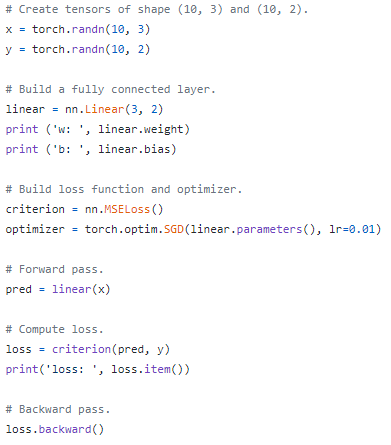 # Create tensors of shape (10, 3) and (10, 2).
x = torch.randn(10, 3)
y = torch.randn(10, 2)
# Build a fully connected layer.
linear = nn.Linear(3, 2)
print ('w: ', linear.weight)
print ('b: ', linear.bias)
# Build loss function and optimizer.
criterion = nn.MSELoss()
optimizer = torch.optim.SGD(linear.parameters(), lr=0.01)
# Forward pass.
pred = linear(x)
# Compute loss.
loss = criterion(pred, y)
print('loss: ', loss.item())
# Backward pass.
loss.backward()